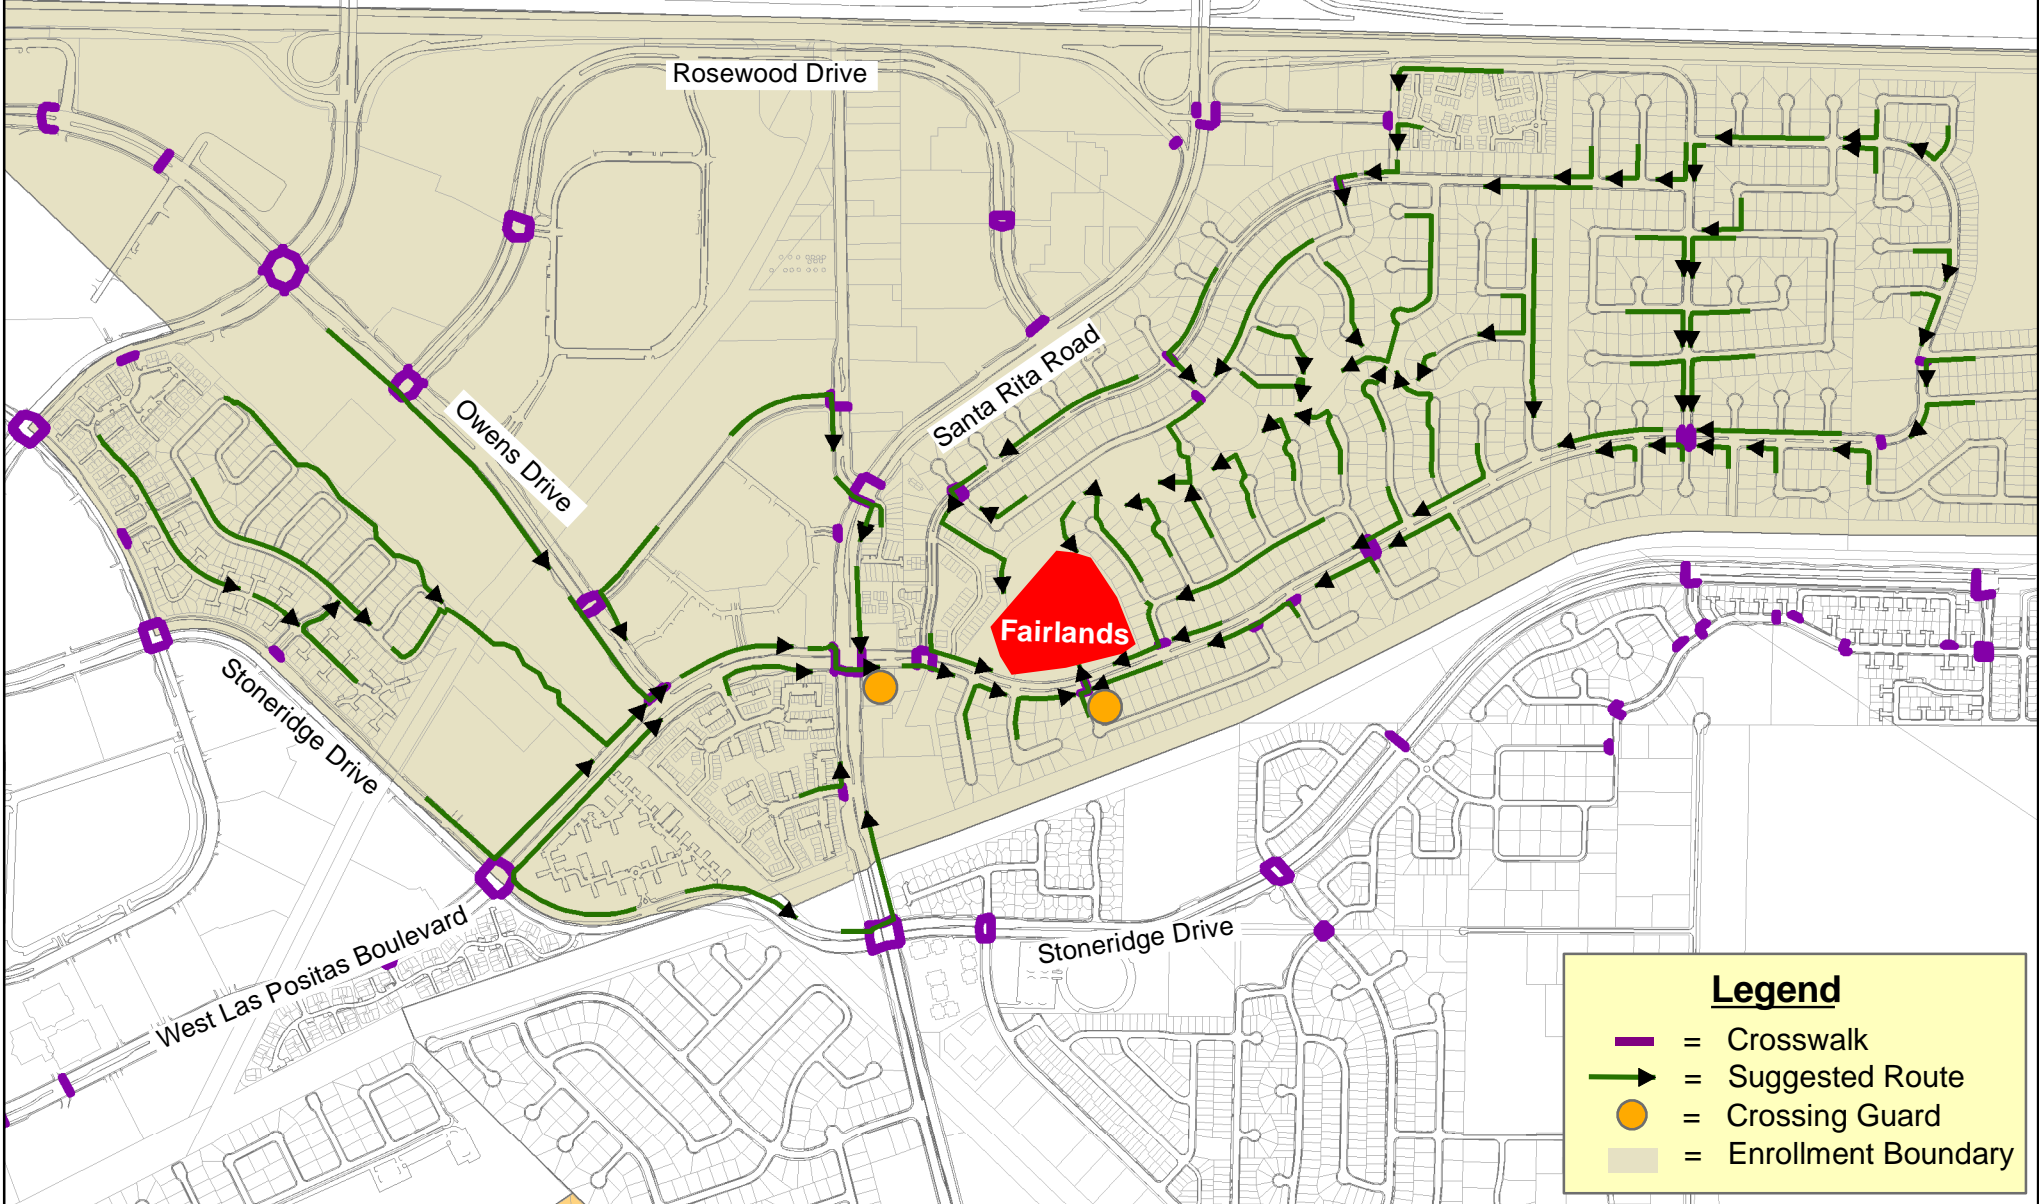 Rosewood Drive
Santa Rita Road
Owens Drive
Fairlands
Stoneridge Drive
West Las Positas Boulevard
Stoneridge Drive
Legend
= Crosswalk
= Suggested Route
= Crossing Guard
= Enrollment Boundary